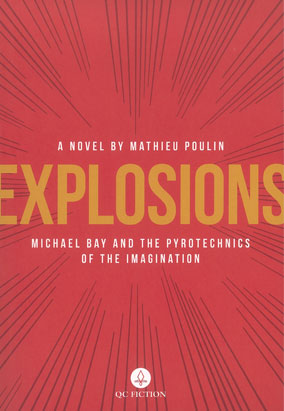 A NOVEL BY MATHIEU POULIN
EXPLOSIONS
MICHAEL BAY AND THE PYROTECHNICS
OF THE IMAGINATION
QC FICTION